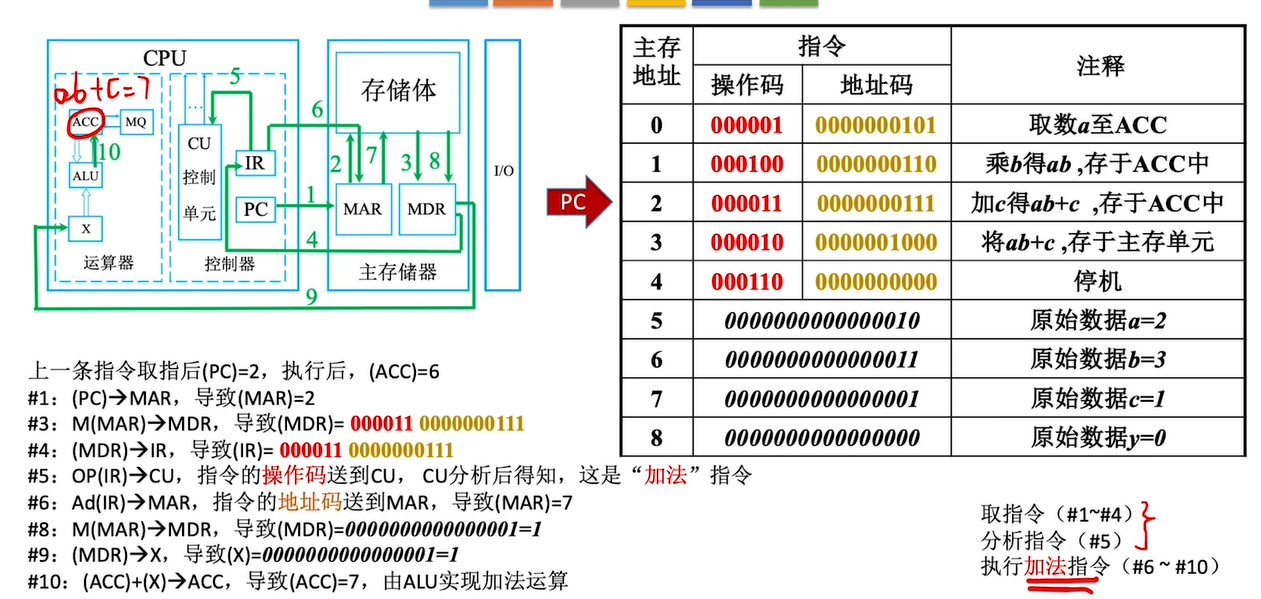 CPU
ab+c=7
ACC
MQ
10
ALU
X
运算器
5
…
CU
控制
单元
IR
PC
控制器
6
1
4
9
存储体
2
7
3
8
MAR
MDR
主存储器
I/O
PC
主存地址 指令 注释
操作码 地址码
0 000001 0000000101 取数a至ACC
1 000100 0000000110 乘b得ab ,存于ACC中
2 000011 0000000111 加c得ab+c ,存于ACC中
3 000010 0000001000 将ab+c ,存于主存单元
4 000110 0000000000 停机
5 0000000000000010 原始数据a=2
6 0000000000000011 原始数据b=3
7 0000000000000001 原始数据c=1
8 0000000000000000 原始数据y=0
上一条指令取指后(PC)=2，执行后，(ACC)=6
#1：(PC)→MAR，导致(MAR)=2
#3：M(MAR)→MDR，导致(MDR)= 000011 0000000111
#4：(MDR)→IR，导致(IR)= 000011 0000000111
#5：OP(IR)→CU，指令的操作码送到CU， CU分析后得知，这是“加法”指令
#6：Ad(IR)→MAR，指令的地址码送到MAR，导致(MAR)=7
#8：M(MAR)→MDR，导致(MDR)=0000000000000001=1
#9：(MDR)→X，导致(X)=0000000000000001=1
#10：(ACC)+(X)→ACC，导致(ACC)=7，由ALU实现加法运算
取指令（#1~#4）
分析指令（#5）
执行加法指令（#6 ~ #10）